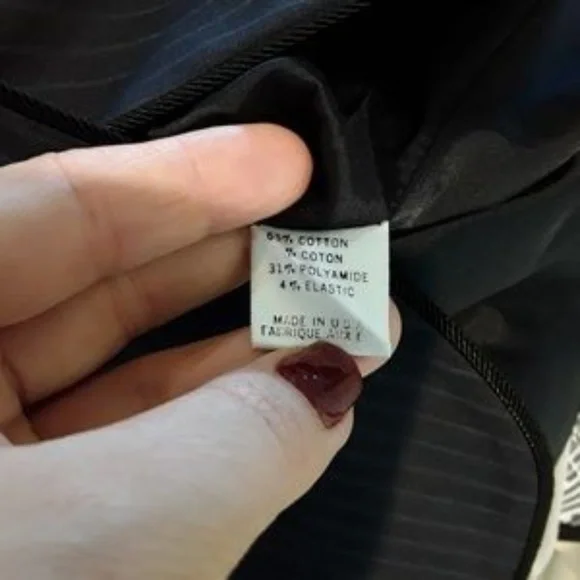 65% COTTON
% COTON
31% POLYAMIDE
4% ELASTIC
MADE IN U.S.A
FABRIQUE AUX E.